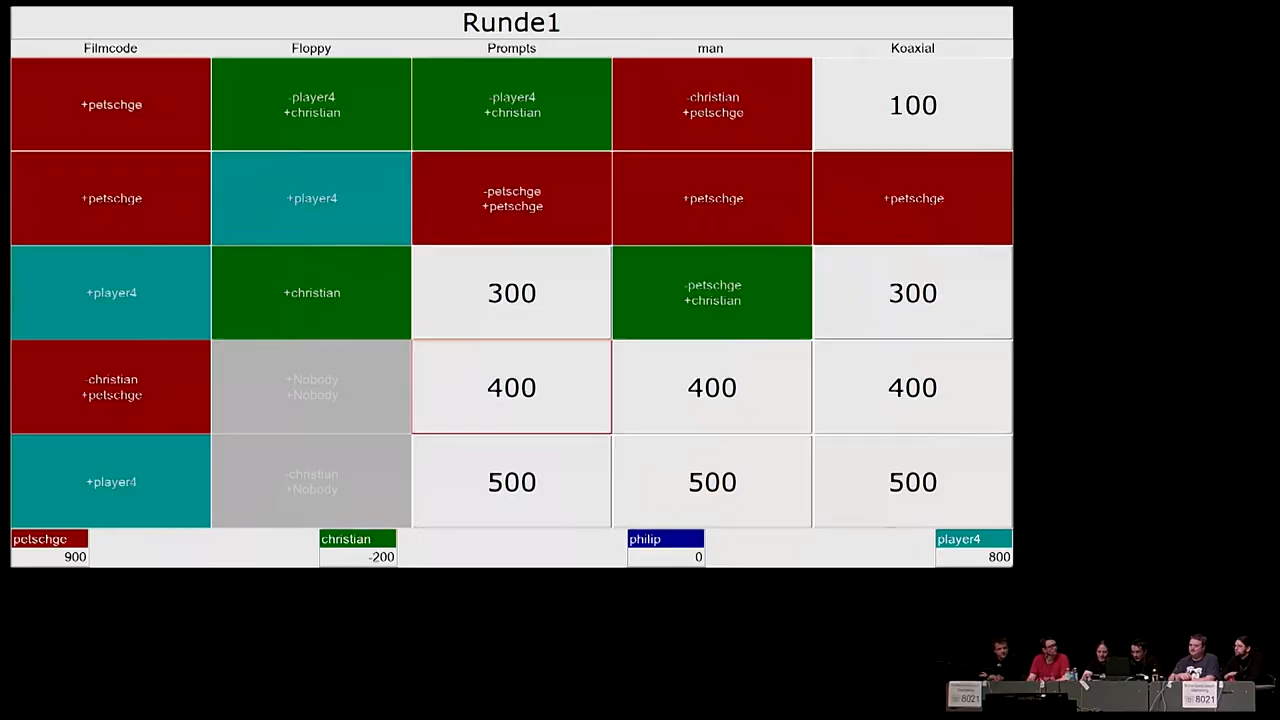 Runde1
Filmcode Floppy Prompts man Koaxial
+petschge
-player4
+christian
-player4
+christian
-christian
+petschge
100
+petschge
+player4
-petschge
+petschge
+petschge
+petschge
+player4
+christian
300
-petschge
+christian
300
-christian
+petschge
+Nobody
+Nobody
400
400
400
+player4
-christian
+Nobody
500
500
500
petschge
900
christian
-200
philip
0
player4
800
8021
8021